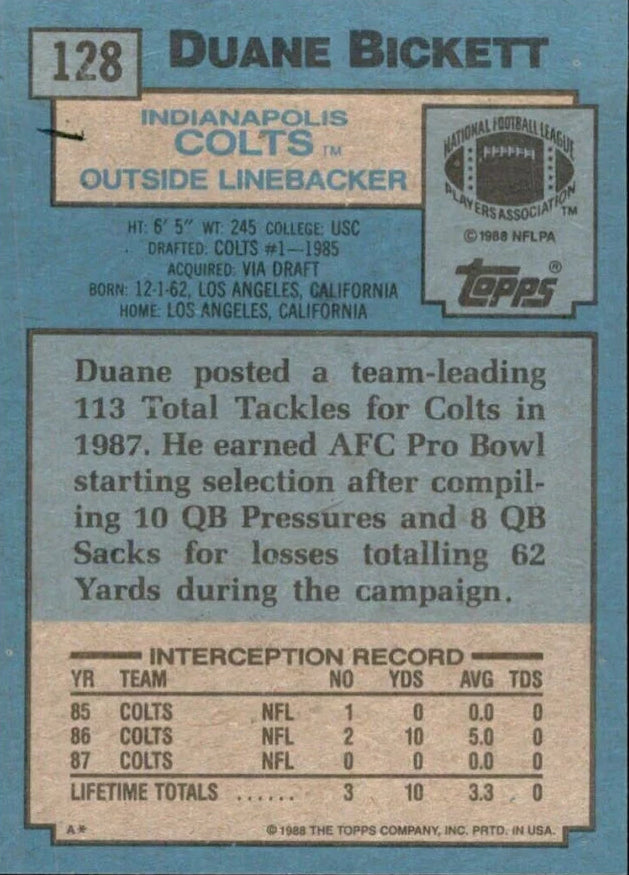 128
DUANE BICKETT
INDIANAPOLIS
COLTS TM
OUTSIDE LINEBACKER
NATIONAL FOOTBALL LEAGUE
PLAYERS ASSOCIATION TM
© 1988 NFLPA
topps ®
HT: 6' 5" WT: 245 COLLEGE: USC
DRAFTED: COLTS #1—1985
ACQUIRED: VIA DRAFT
BORN: 12-1-62, LOS ANGELES, CALIFORNIA
HOME: LOS ANGELES, CALIFORNIA
Duane posted a team-leading
113 Total Tackles for Colts in
1987. He earned AFC Pro Bowl
starting selection after compil-
ing 10 QB Pressures and 8 QB
Sacks for losses totalling 62
Yards during the campaign.
INTERCEPTION RECORD
YR TEAM NO YDS AVG TDS
85 COLTS NFL 1 0 0.0 0
86 COLTS NFL 2 10 5.0 0
87 COLTS NFL 0 0 0.0 0
LIFETIME TOTALS ...... 3 10 3.3 0
A* © 1988 THE TOPPS COMPANY, INC. PRTD. IN USA.